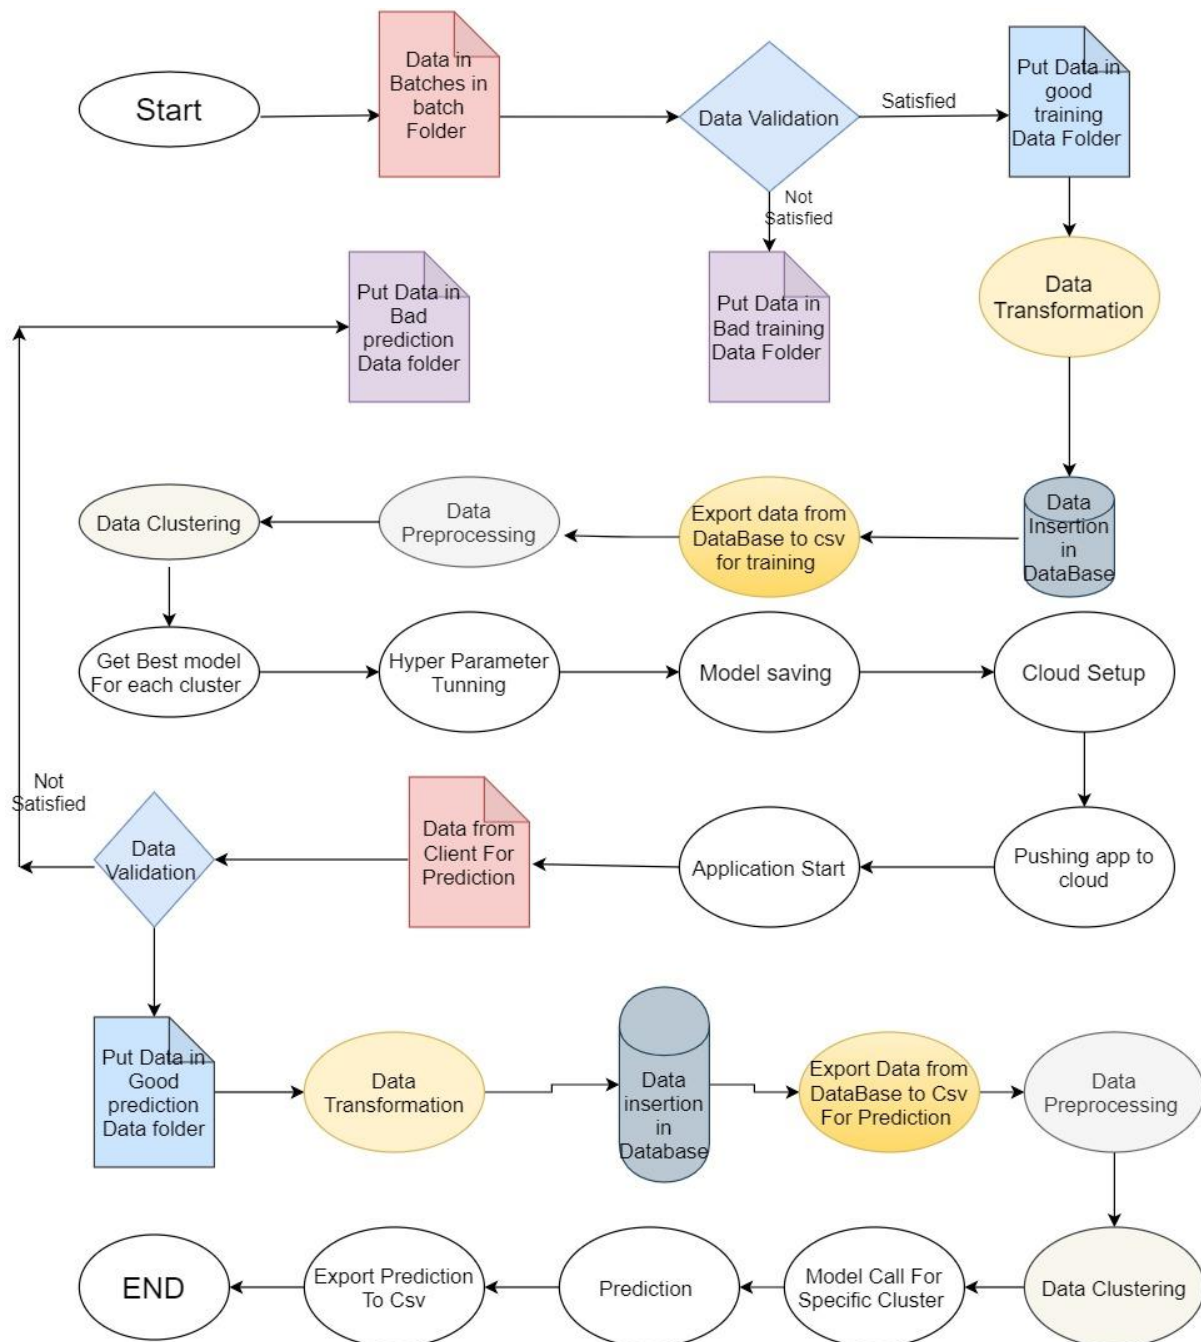 Start
Data in
Batches in
batch
Folder
Data Validation
Satisfied
Put Data in
good
training
Data Folder
Not
Satisfied
Put Data in
Bad
prediction
Data folder
Put Data in
Bad training
Data Folder
Data
Transformation
Data Clustering
Data
Preprocessing
Export data from
DataBase to csv
for training
Data
Insertion
in
DataBase
Get Best model
For each cluster
Hyper Parameter
Tunning
Model saving
Cloud Setup
Not
Satisfied
Data
Validation
Data from
Client For
Prediction
Application Start
Pushing app to
cloud
Put Data in
Good
prediction
Data folder
Data
Transformation
Data
insertion
in
Database
Export Data from
DataBase to Csv
For Prediction
Data
Preprocessing
END
Export Prediction
To Csv
Prediction
Model Call For
Specific Cluster
Data Clustering